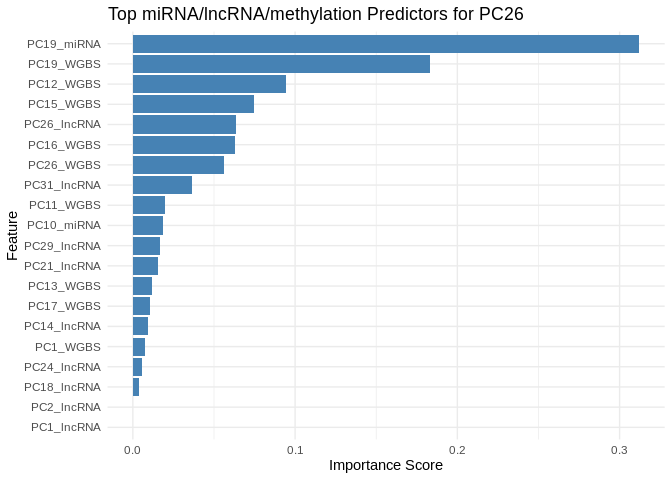 Top miRNA/lncRNA/methylation Predictors for PC26
Feature
PC19_miRNA
PC19_WGBS
PC12_WGBS
PC15_WGBS
PC26_lncRNA
PC16_WGBS
PC26_WGBS
PC31_lncRNA
PC11_WGBS
PC10_miRNA
PC29_lncRNA
PC21_lncRNA
PC13_WGBS
PC17_WGBS
PC14_lncRNA
PC1_WGBS
PC24_lncRNA
PC18_lncRNA
PC2_lncRNA
PC1_lncRNA
0.0 0.1 0.2 0.3
Importance Score